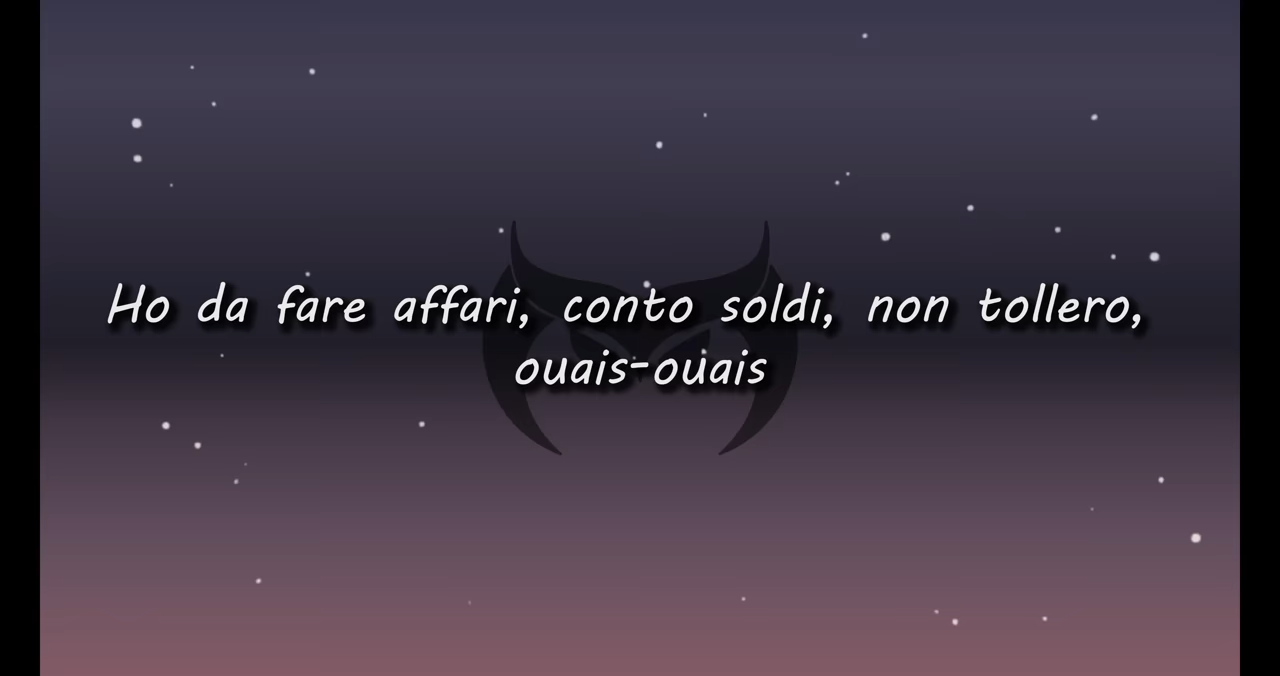 Ho da fare affari, conto soldi, non tollero,
ouais-ouais